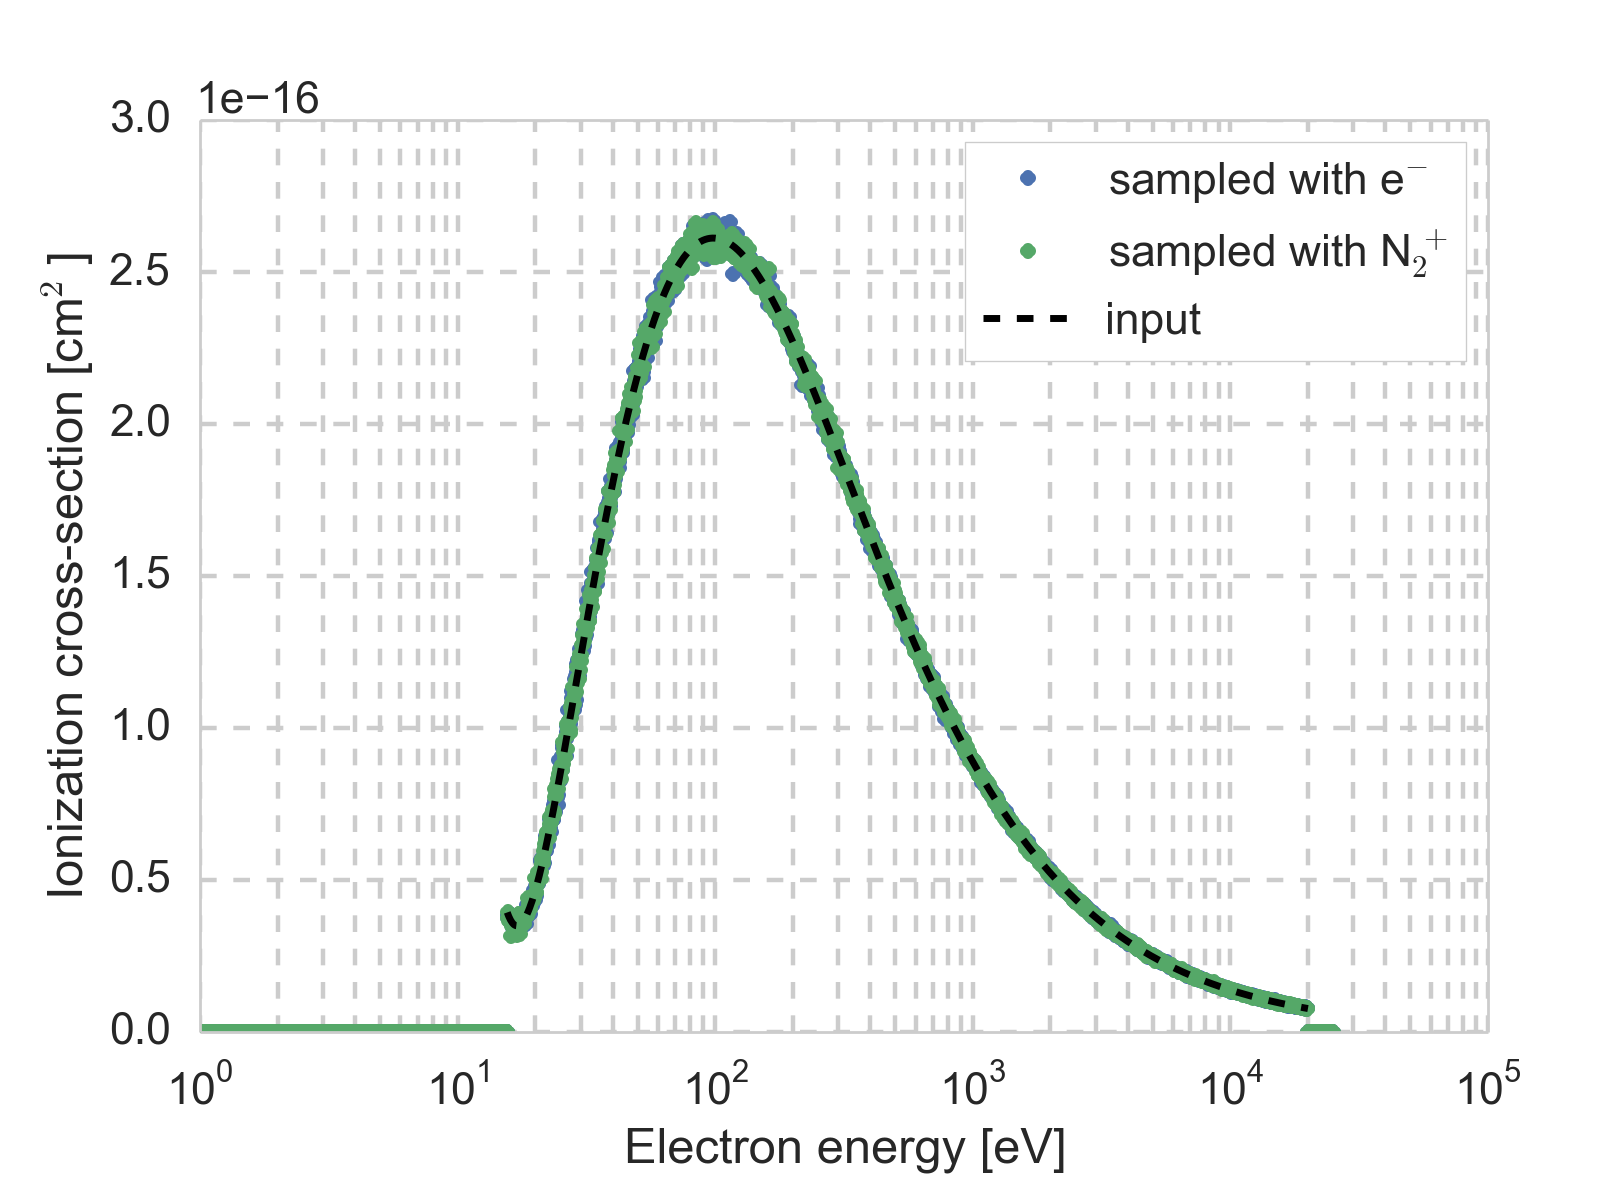 1e−16
3.0
2.5
2.0
1.5
1.0
0.5
0.0
Ionization cross-section [cm²]
sampled with e⁻
sampled with N₂⁺
input
10⁰ 10¹ 10² 10³ 10⁴ 10⁵
Electron energy [eV]